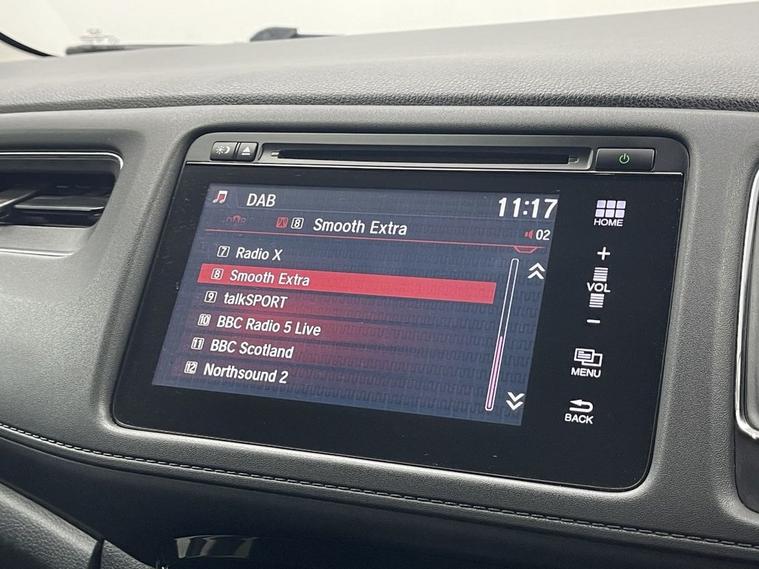 DAB
11:17
8 Smooth Extra
02
7 Radio X
8 Smooth Extra
9 talkSPORT
10 BBC Radio 5 Live
11 BBC Scotland
12 Northsound 2
HOME
+
VOL
−
MENU
BACK